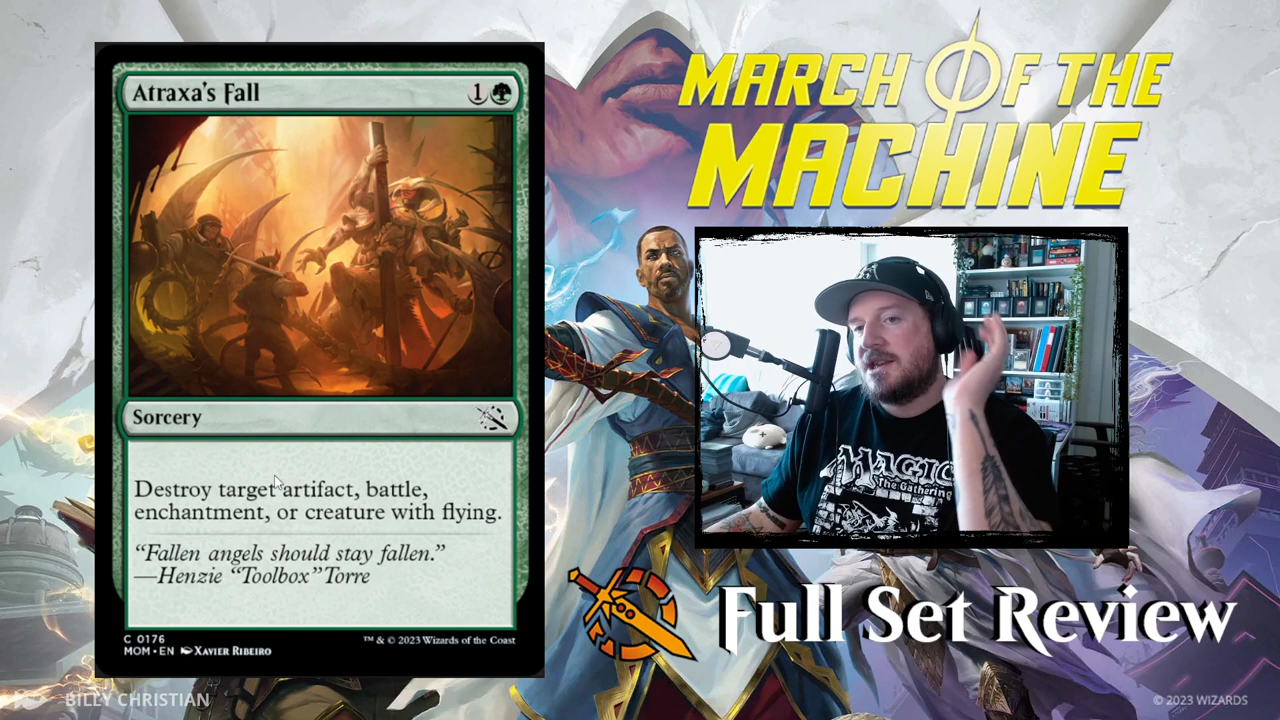 Atraxa's Fall
1
Sorcery
Destroy target artifact, battle,
enchantment, or creature with flying.
“Fallen angels should stay fallen.”
—Henzie “Toolbox” Torre
C 0176
MOM • EN Xavier Ribeiro
™ & © 2023 Wizards of the Coast
MARCH OF THE
MACHINE
MAGIC
The Gathering
Full Set Review
BILLY CHRISTIAN
© 2023 WIZARDS